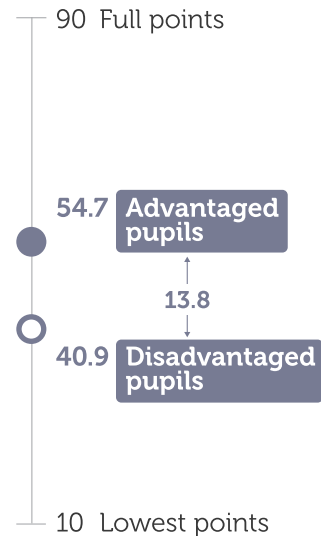 90 Full points
54.7 Advantaged
pupils
13.8
40.9 Disadvantaged
pupils
10 Lowest points